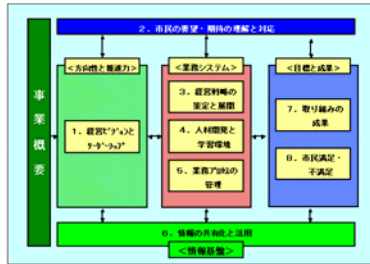 2．市民の要望・期待の理解と対応
事業概要
＜方向性と推進力＞
1．経営ビジョンと
リーダーシップ
＜業務システム＞
3．経営戦略の
策定と展開
4．人材開発と
学習環境
5．業務プロセスの
管理
＜目標と成果＞
7．取り組みの
成果
8．市民満足・
不満足
6．情報の共有化と活用
＜情報基盤＞